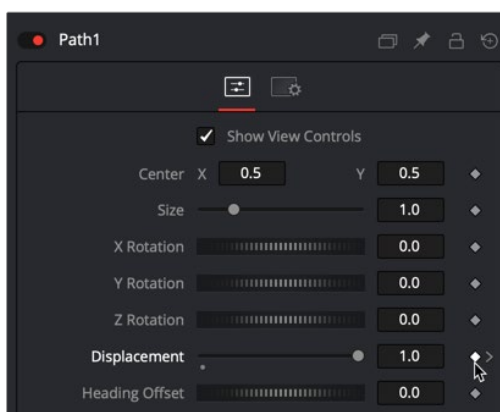 Path1
Show View Controls
Center X 0.5 Y 0.5
Size 1.0
X Rotation 0.0
Y Rotation 0.0
Z Rotation 0.0
Displacement 1.0
Heading Offset 0.0